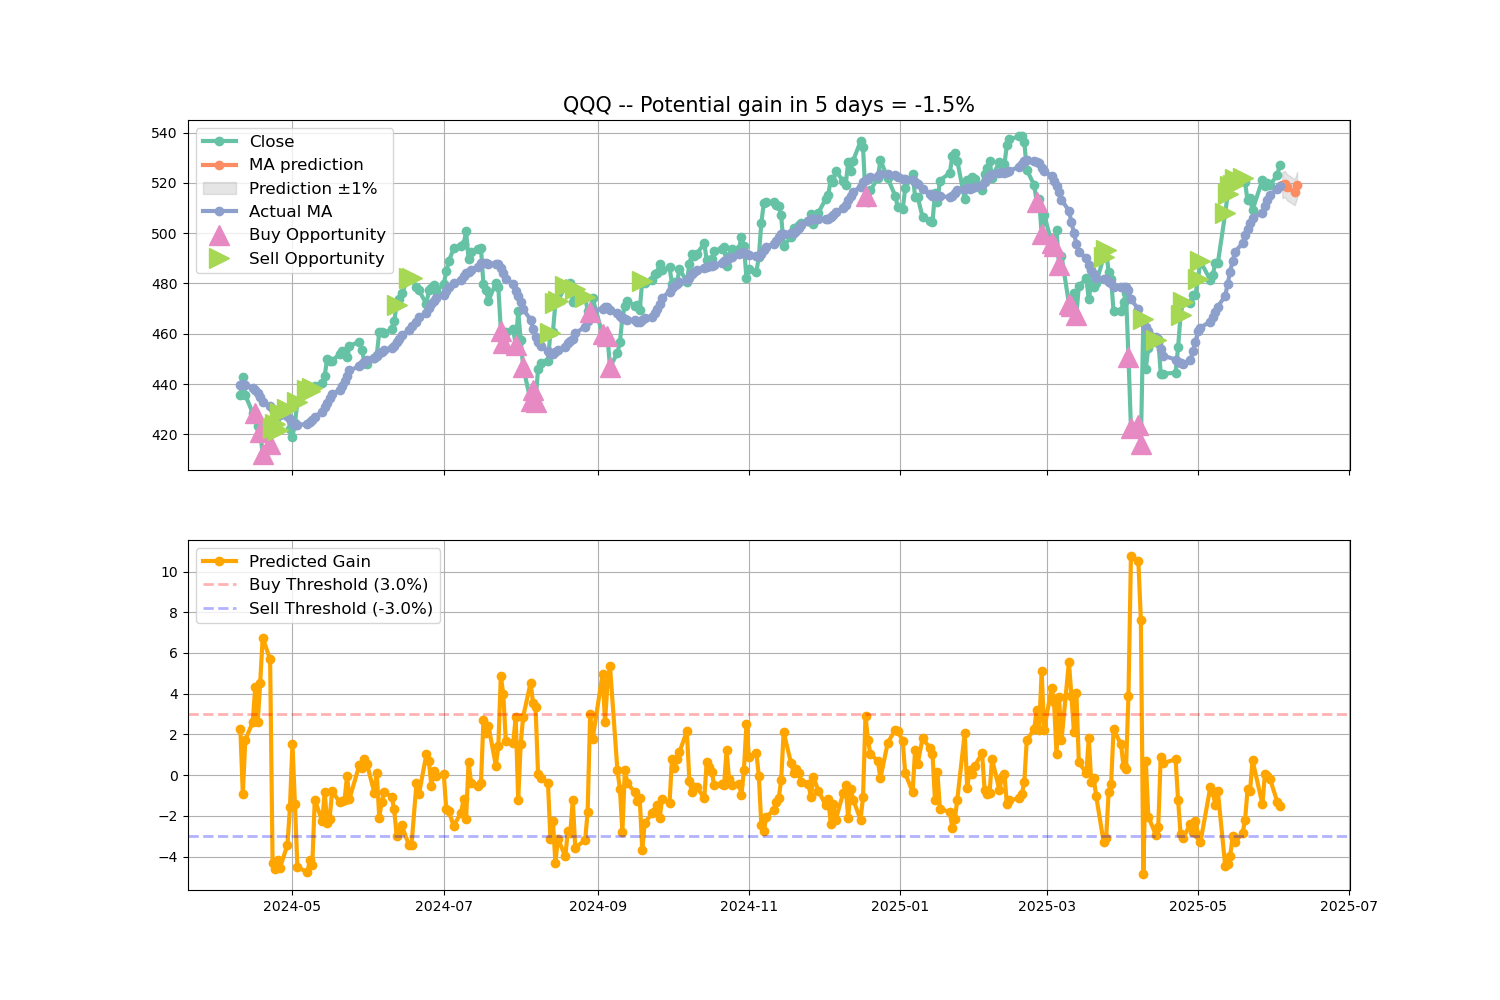 QQQ -- Potential gain in 5 days = -1.5%
540
520
500
480
460
440
420
Close
MA prediction
Prediction ±1%
Actual MA
Buy Opportunity
Sell Opportunity
10
8
6
4
2
0
−2
−4
Predicted Gain
Buy Threshold (3.0%)
Sell Threshold (-3.0%)
2024-05
2024-07
2024-09
2024-11
2025-01
2025-03
2025-05
2025-07